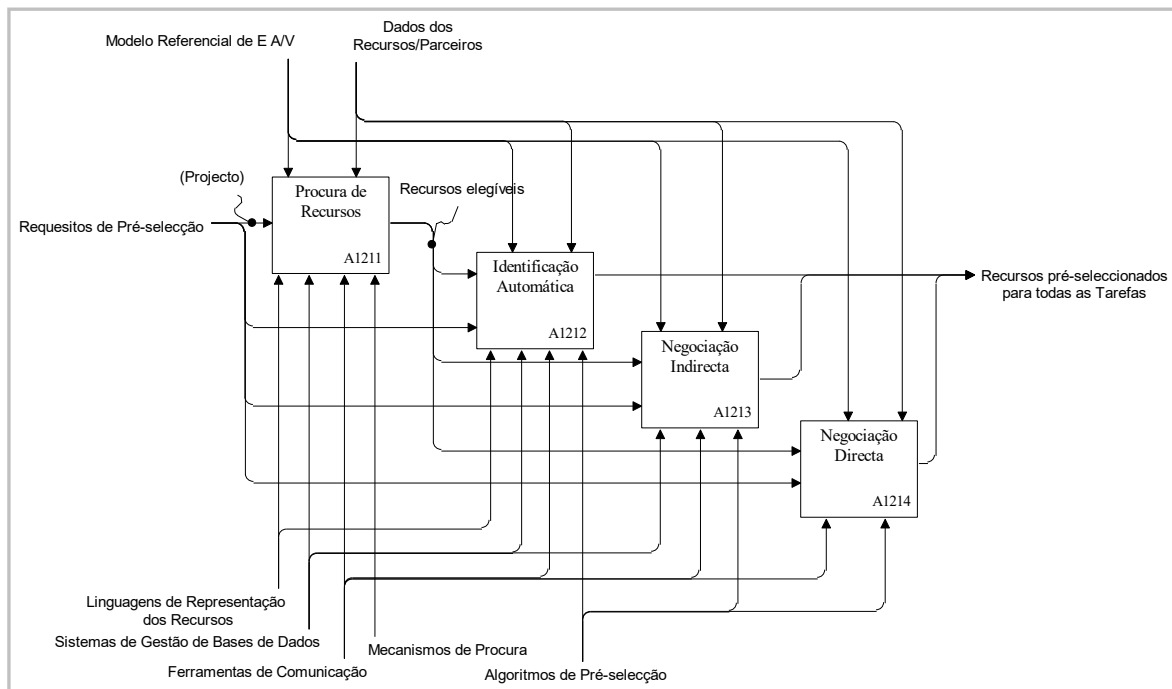 Modelo Referencial de E A/V
Dados dos
Recursos/Parceiros
(Projecto)
Requesitos de Pré-selecção
Procura de
Recursos
A1211
Recursos elegíveis
Identificação
Automática
A1212
Recursos pré-seleccionados
para todas as Tarefas
Negociação
Indirecta
A1213
Negociação
Directa
A1214
Linguagens de Representação
dos Recursos
Sistemas de Gestão de Bases de Dados
Mecanismos de Procura
Ferramentas de Comunicação
Algoritmos de Pré-selecção